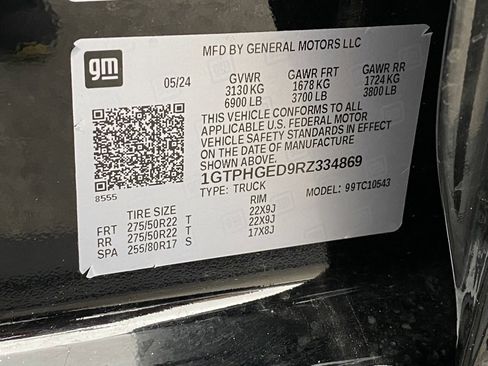 MFD BY GENERAL MOTORS LLC
gm
05/24 GVWR GAWR FRT GAWR RR
3130 KG 1678 KG 1724 KG
6900 LB 3700 LB 3800 LB
THIS VEHICLE CONFORMS TO ALL
APPLICABLE U.S. FEDERAL MOTOR
VEHICLE SAFETY STANDARDS IN EFFECT
ON THE DATE OF MANUFACTURE
SHOWN ABOVE.
1GTPHGED9RZ334869
8555
TYPE: TRUCK MODEL: 99TC10543
TIRE SIZE RIM
FRT 275/50R22 T 22X9J
RR 275/50R22 T 22X9J
SPA 255/80R17 S 17X8J